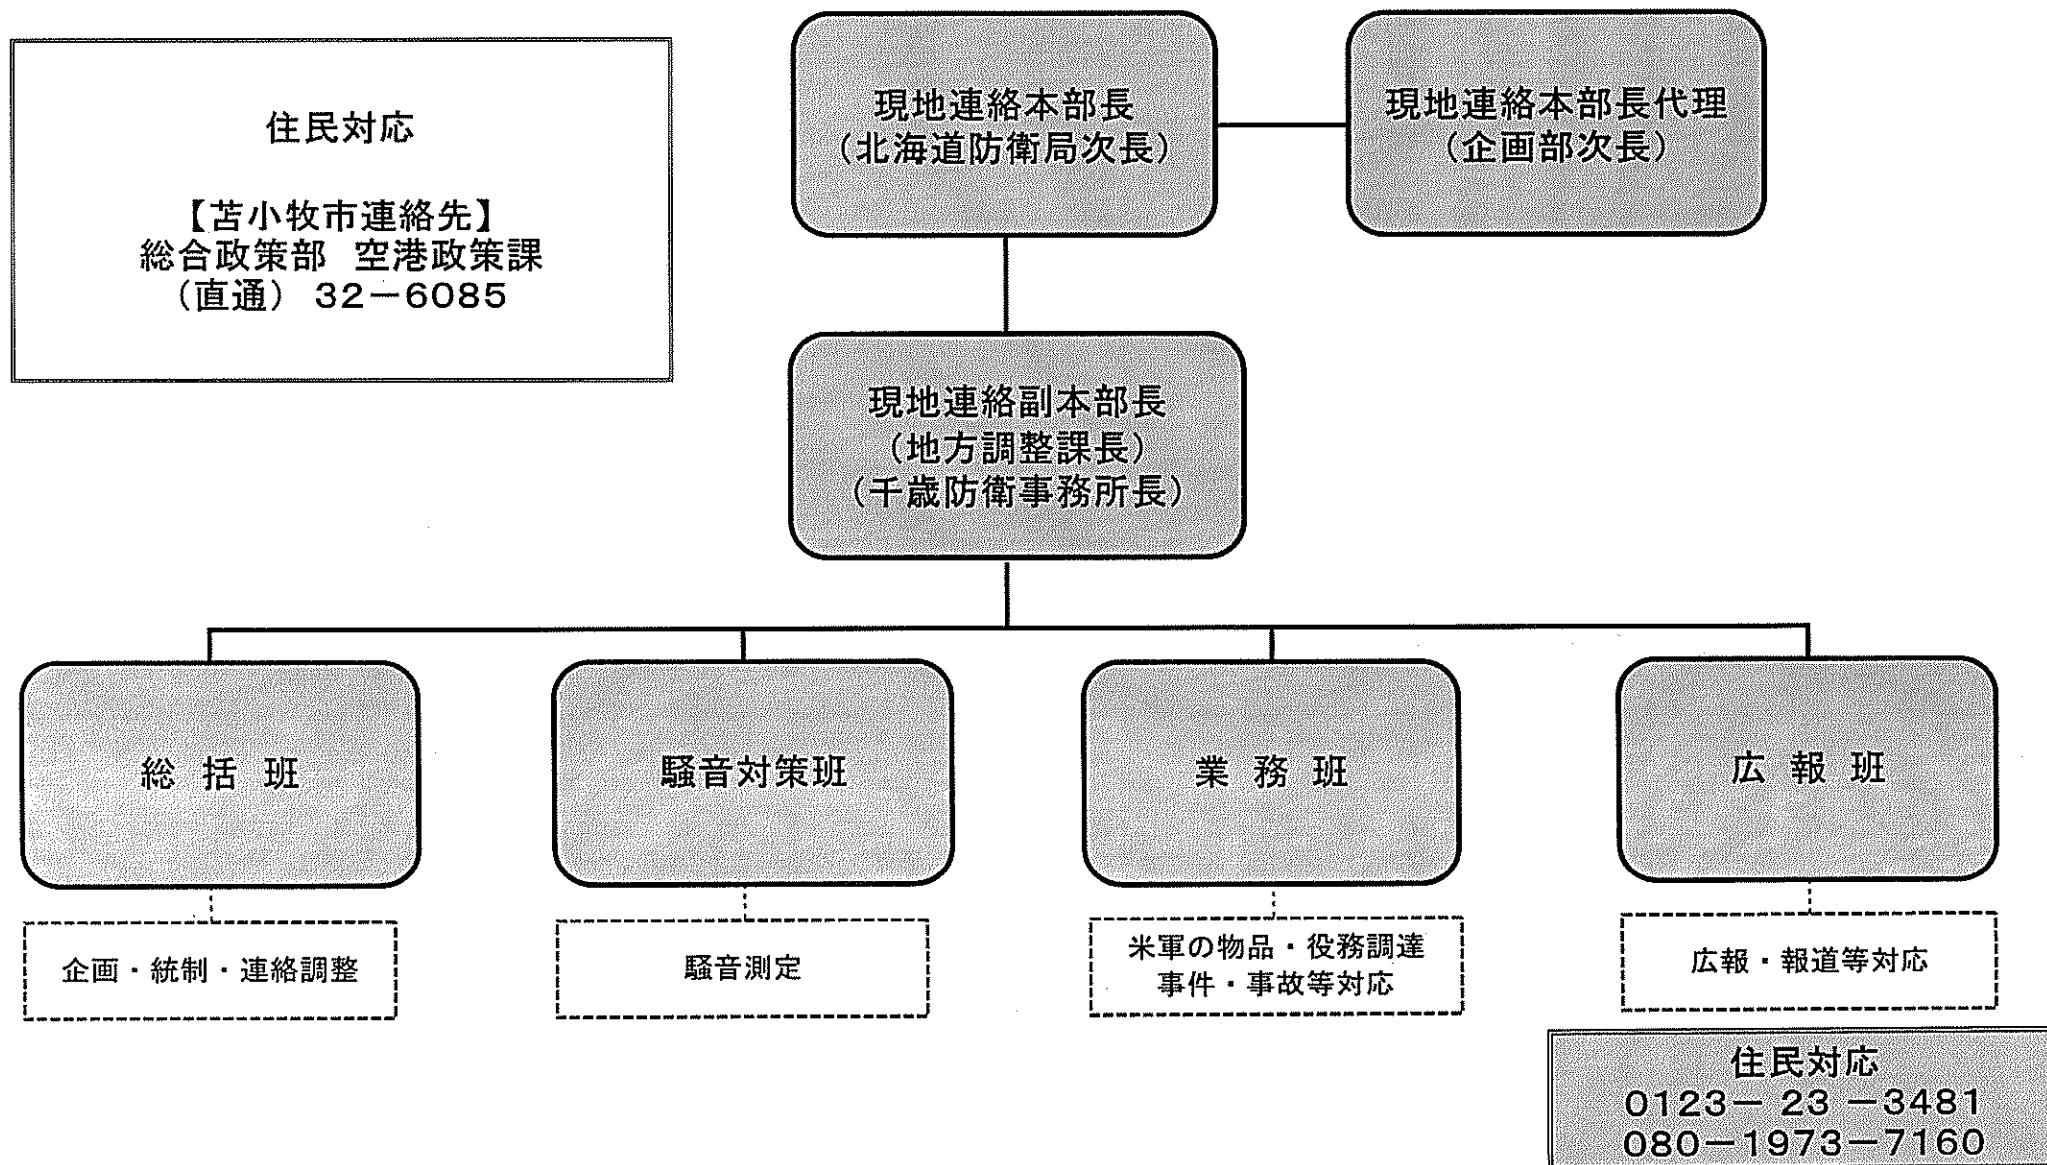 住民対応
【苫小牧市連絡先】
総合政策部 空港政策課
（直通） 32－6085
現地連絡本部長
（北海道防衛局次長）
現地連絡本部長代理
（企画部次長）
現地連絡副本部長
（地方調整課長）
（千歳防衛事務所長）
総 括 班
騒音対策班
業 務 班
広 報 班
企画・統制・連絡調整
騒音測定
米軍の物品・役務調達
事件・事故等対応
広報・報道等対応
住民対応
0123－ 23 －3481
080－1973－7160